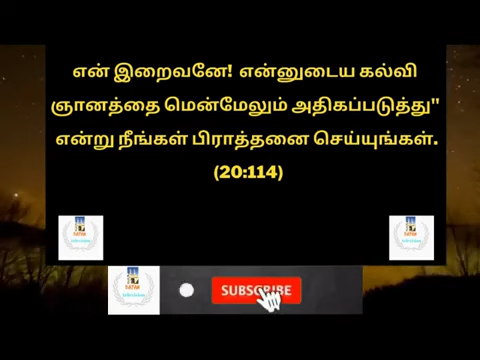 என் இறைவனே! என்னுடைய கல்வி
ஞானத்தை மென்மேலும் அதிகப்படுத்து"
என்று நீங்கள் பிராத்தனை செய்யுங்கள்.
(20:114)
SUBSCRIBE